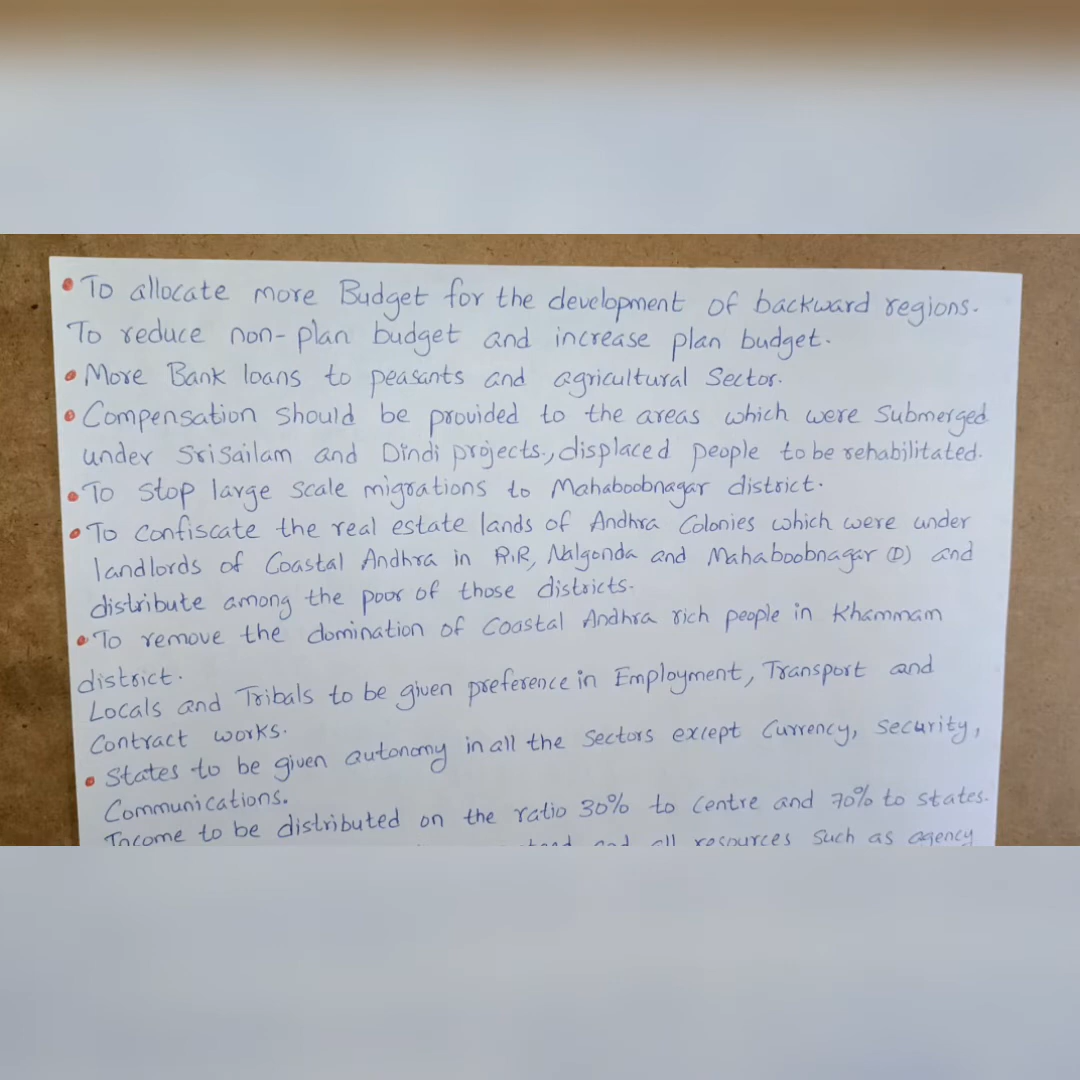 • To allocate more Budget for the development of backward regions.
To reduce non-plan budget and increase plan budget.
• More Bank loans to peasants and agricultural Sector.
• Compensation should be provided to the areas which were submerged
under Srisailam and Dindi projects., displaced people to be rehabilitated.
• To stop large scale migrations to Mahaboobnagar district.
• To confiscate the real estate lands of Andhra Colonies which were under
landlords of Coastal Andhra in R.R, Nalgonda and Mahaboobnagar (D) and
distribute among the poor of those districts.
• To remove the domination of Coastal Andhra rich people in Khammam
district.
Locals and Tribals to be given preference in Employment, Transport and
Contract works.
• States to be given autonomy in all the Sectors except Currency, Security,
Communications.
Income to be distributed on the ratio 30% to Centre and 70% to states.
and all resources such as agency